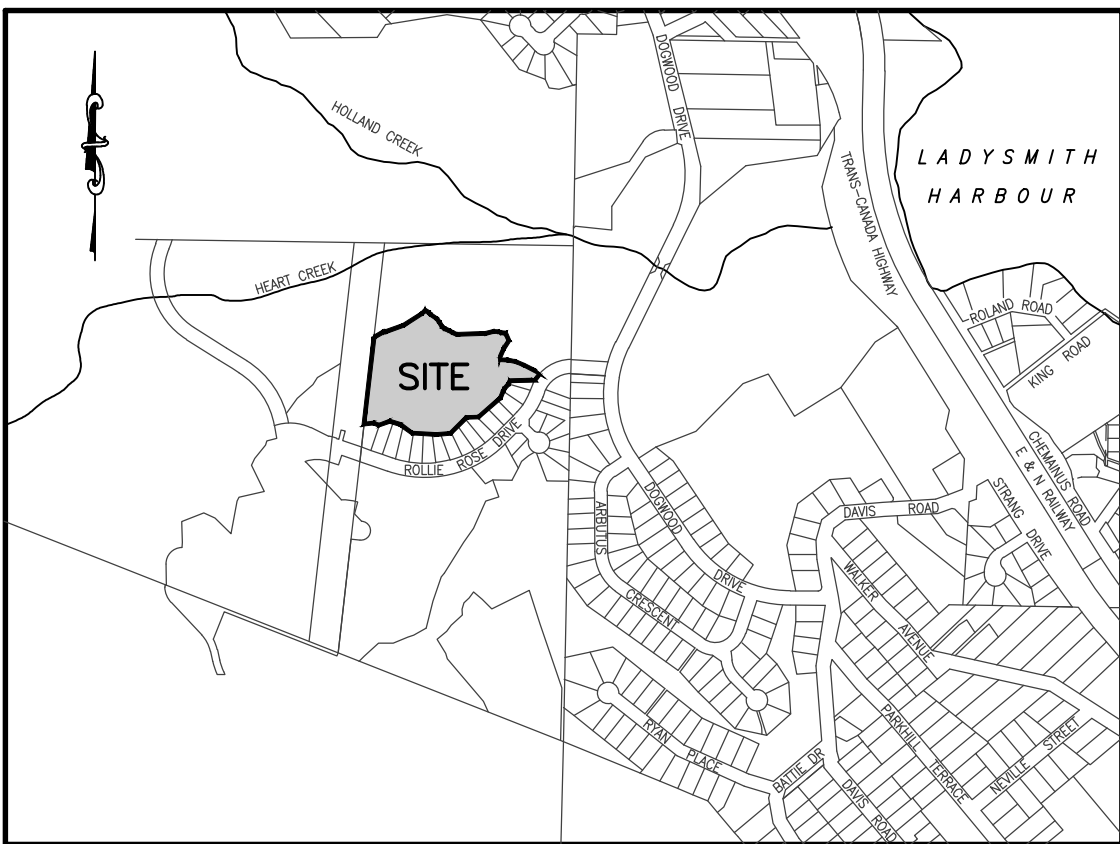 DOGWOOD DRIVE
HOLLAND CREEK
LADYSMITH
HARBOUR
TRANS-CANADA HIGHWAY
HEART CREEK
ROLAND ROAD
KING ROAD
SITE
ROLLIE ROSE DRIVE
CHEMAINUS ROAD
E & N RAILWAY
STRANG DRIVE
DOGWOOD DRIVE
DAVIS ROAD
ARBUTUS CRESCENT
WALKER AVENUE
PARKHILL TERRACE
NEVILLE STREET
RYAN PLACE
BATTIE DR
DAVIS ROAD